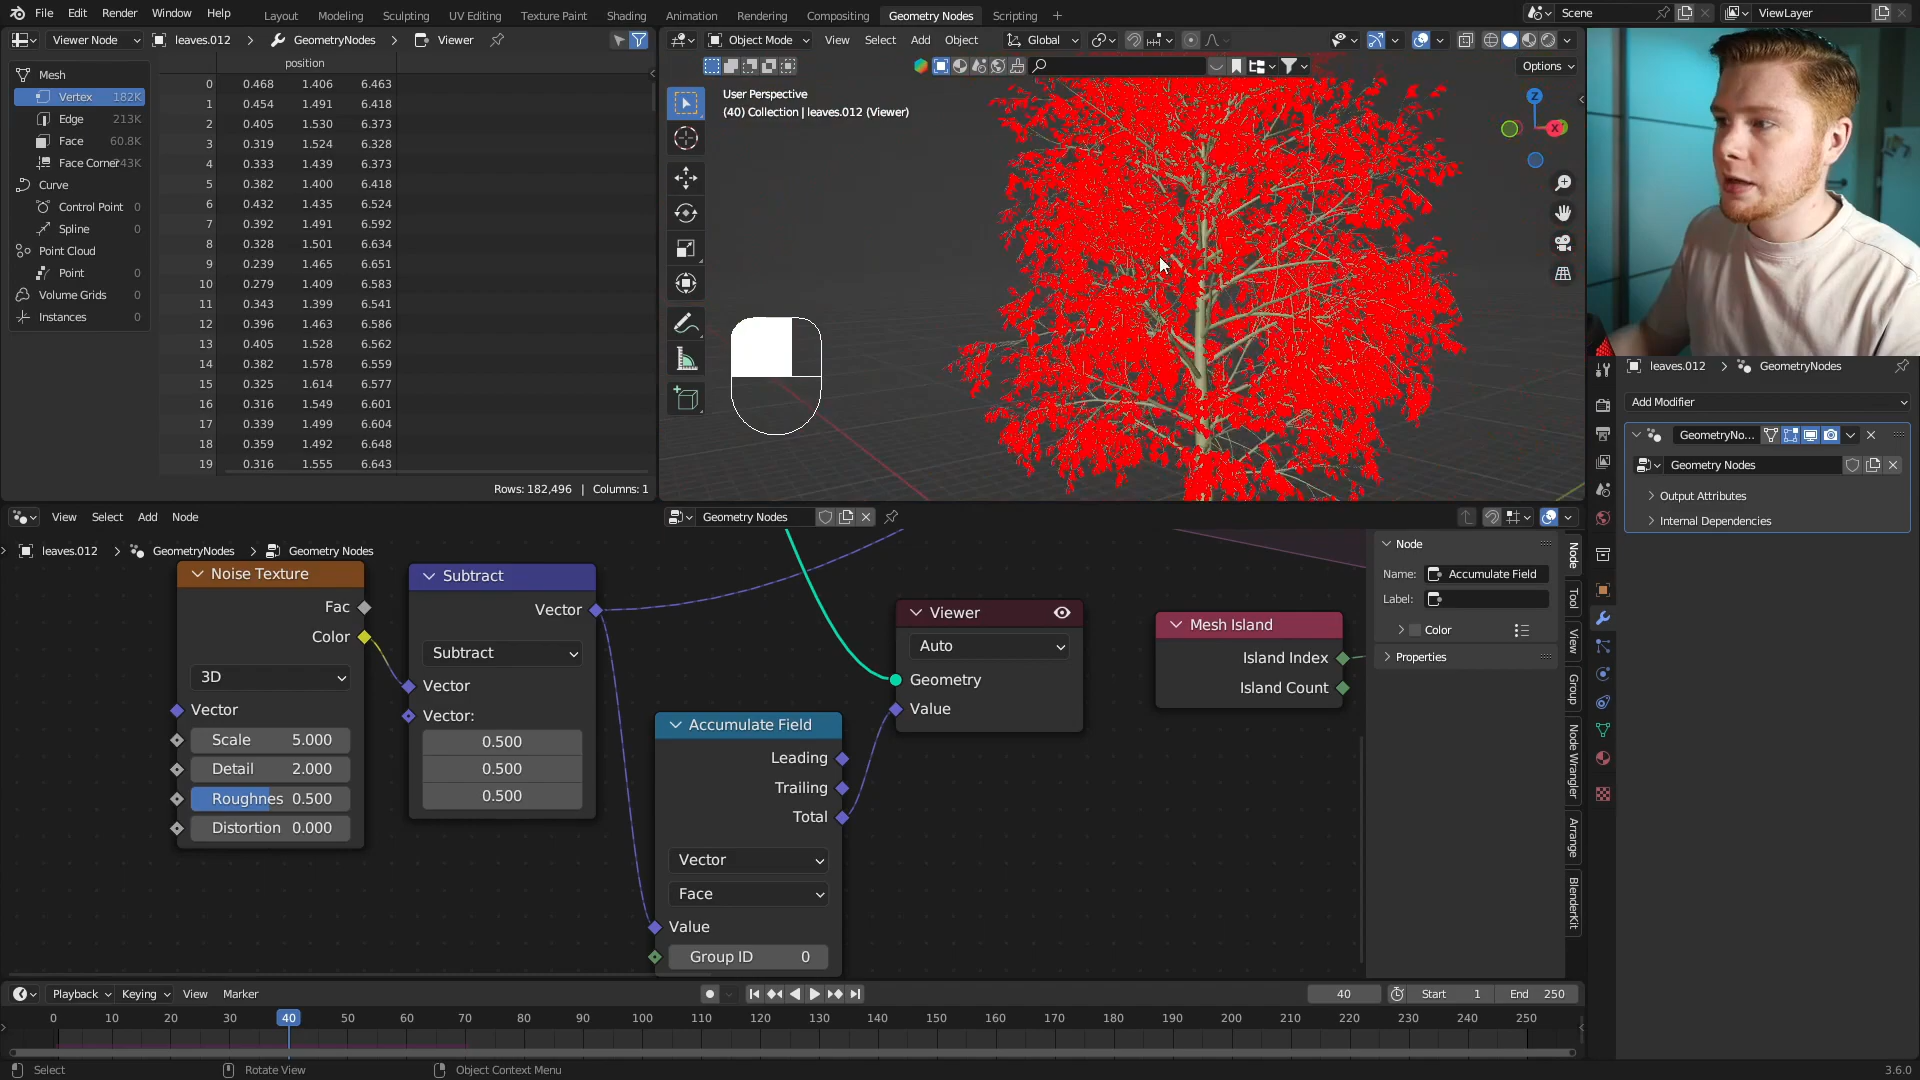 File Edit Render Window Help Layout Modeling Sculpting UV Editing Texture Paint Shading Animation Rendering Compositing Geometry Nodes Scripting + Scene ViewLayer
Viewer Node leaves.012 > GeometryNodes > Viewer
Object Mode View Select Add Object Global
Options
Mesh
Vertex 182K
Edge 213K
Face 60.8K
Face Corner 43K
Curve
Control Point 0
Spline 0
Point Cloud
Point 0
Volume Grids 0
Instances 0
position
0 0.468 1.406 6.463
1 0.454 1.491 6.418
2 0.405 1.530 6.373
3 0.319 1.524 6.328
4 0.333 1.439 6.373
5 0.382 1.400 6.418
6 0.432 1.435 6.524
7 0.392 1.491 6.592
8 0.328 1.501 6.634
9 0.239 1.465 6.651
10 0.279 1.409 6.583
11 0.343 1.399 6.541
12 0.396 1.463 6.586
13 0.405 1.528 6.562
14 0.382 1.578 6.559
15 0.325 1.614 6.577
16 0.316 1.549 6.601
17 0.339 1.499 6.604
18 0.359 1.492 6.648
19 0.316 1.555 6.643
Rows: 182,496 | Columns: 1
User Perspective
(40) Collection | leaves.012 (Viewer)
Z
X
leaves.012 > GeometryNodes
Add Modifier
GeometryNo...
Geometry Nodes
Output Attributes
Internal Dependencies
View Select Add Node Geometry Nodes
leaves.012 > GeometryNodes > Geometry Nodes
Noise Texture
Fac
Color
3D
Vector
Scale 5.000
Detail 2.000
Roughnes 0.500
Distortion 0.000
Subtract
Vector
Subtract
Vector
Vector:
0.500
0.500
0.500
Accumulate Field
Leading
Trailing
Total
Vector
Face
Value
Group ID 0
Viewer
Auto
Geometry
Value
Mesh Island
Island Index
Island Count
Node
Name: Accumulate Field
Label:
Color
Properties
Node
Tool
View
Group
Node Wrangler
Arrange
BlenderKit
Playback Keying View Marker 40 Start 1 End 250
0 10 20 30 40 50 60 70 80 90 100 110 120 130 140 150 160 170 180 190 200 210 220 230 240 250
Select Rotate View Object Context Menu 3.6.0